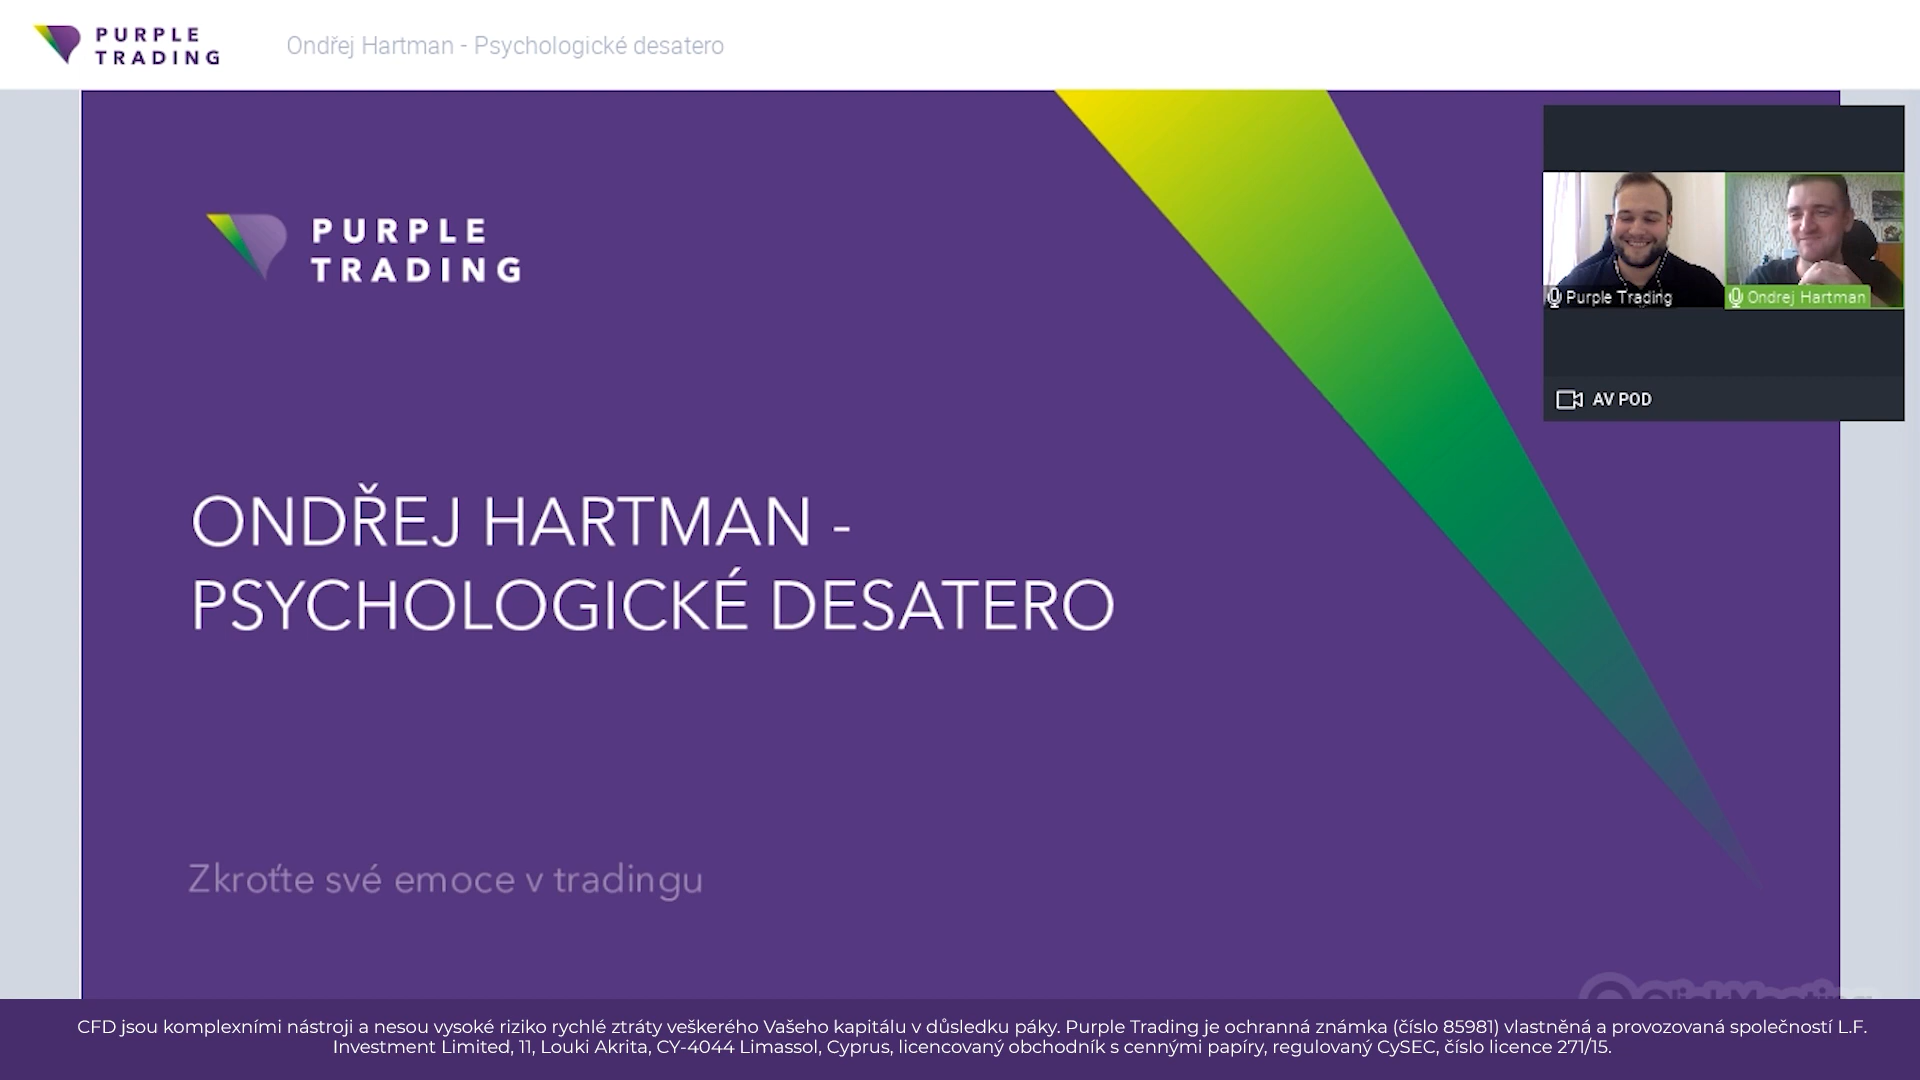 PURPLE
TRADING
Ondřej Hartman - Psychologické desatero
PURPLE
TRADING
Purple Trading
Ondrej Hartman
AV POD
ONDŘEJ HARTMAN -
PSYCHOLOGICKÉ DESATERO
Zkroťte své emoce v tradingu
CFD jsou komplexními nástroji a nesou vysoké riziko rychlé ztráty veškerého Vašeho kapitálu v důsledku páky. Purple Trading je ochranná známka (číslo 85981) vlastněná a provozovaná společností L.F.
Investment Limited, 11, Louki Akrita, CY-4044 Limassol, Cyprus, licencovaný obchodník s cennými papíry, regulovaný CySEC, číslo licence 271/15.